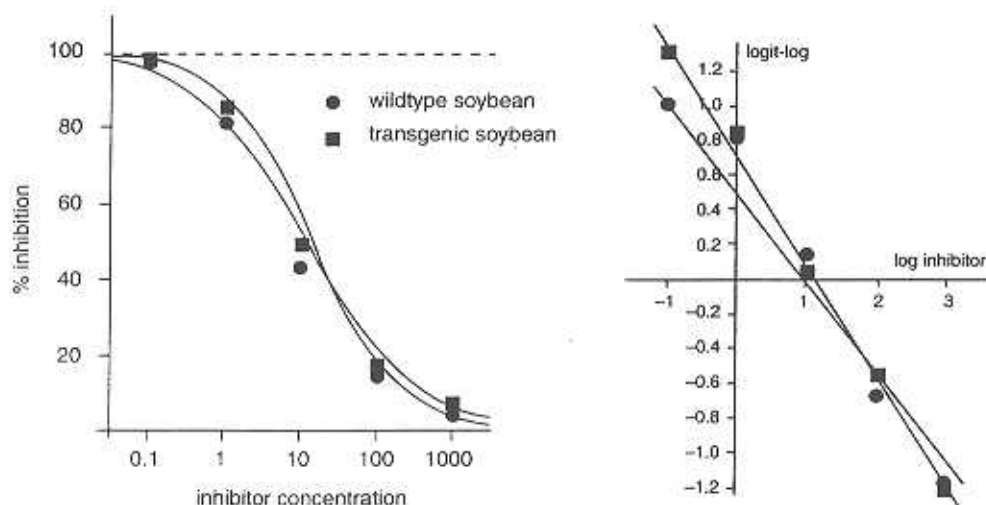 100
80
60
40
20
% inhibition
wildtype soybean
transgenic soybean
0.1 1 10 100 1000
inhibitor concentration
logit-log
1.2
1.0
0.8
0.6
0.4
0.2
log inhibitor
-1 1 2 3
-0.2
-0.4
-0.6
-0.8
-1.0
-1.2